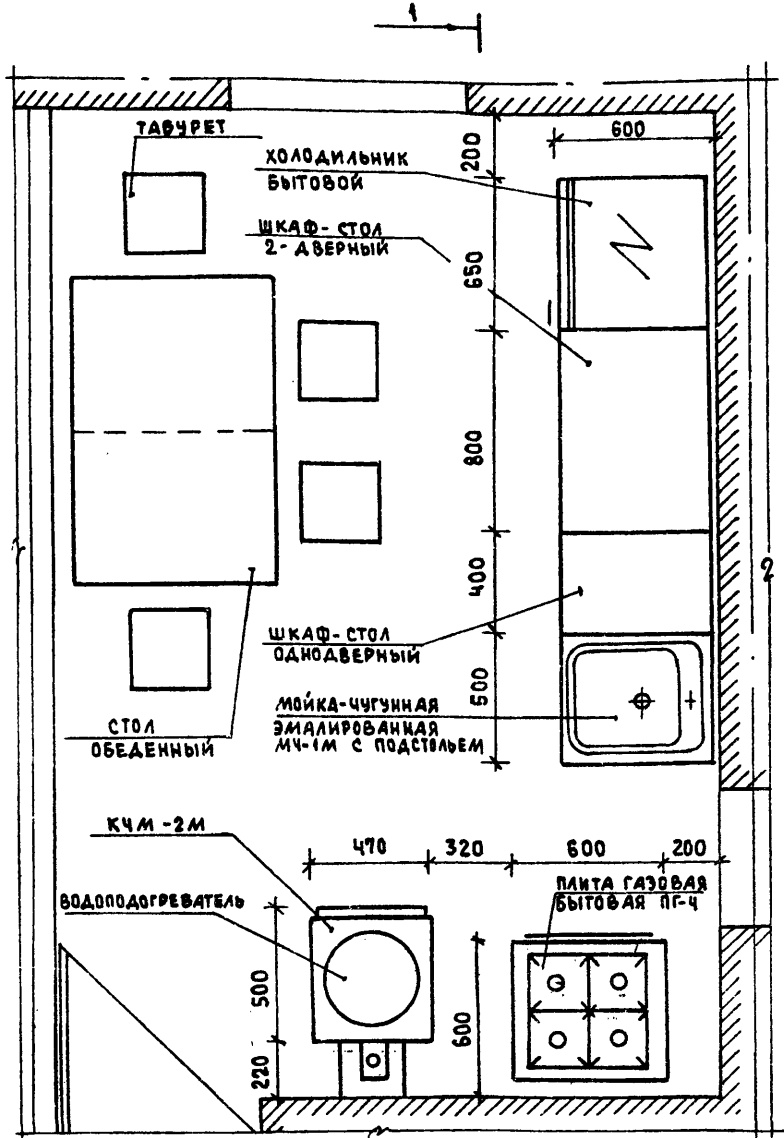 1
ТАБУРЕТ
600
200
ХОЛОДИЛЬНИК
БЫТОВОЙ
ШКАФ-СТОЛ
2-ДВЕРНЫЙ
650
800
400
2
ШКАФ-СТОЛ
ОДНОДВЕРНЫЙ
500
МОЙКА-ЧУГУННАЯ
ЭМАЛИРОВАННАЯ
МЧ-1М С ПОДСТОЛЬЕМ
СТОЛ
ОБЕДЕННЫЙ
КЧМ-2М
470
320
600
200
ПЛИТА ГАЗОВАЯ
БЫТОВАЯ ПГ-4
ВОДОПОДОГРЕВАТЕЛЬ
500
600
220